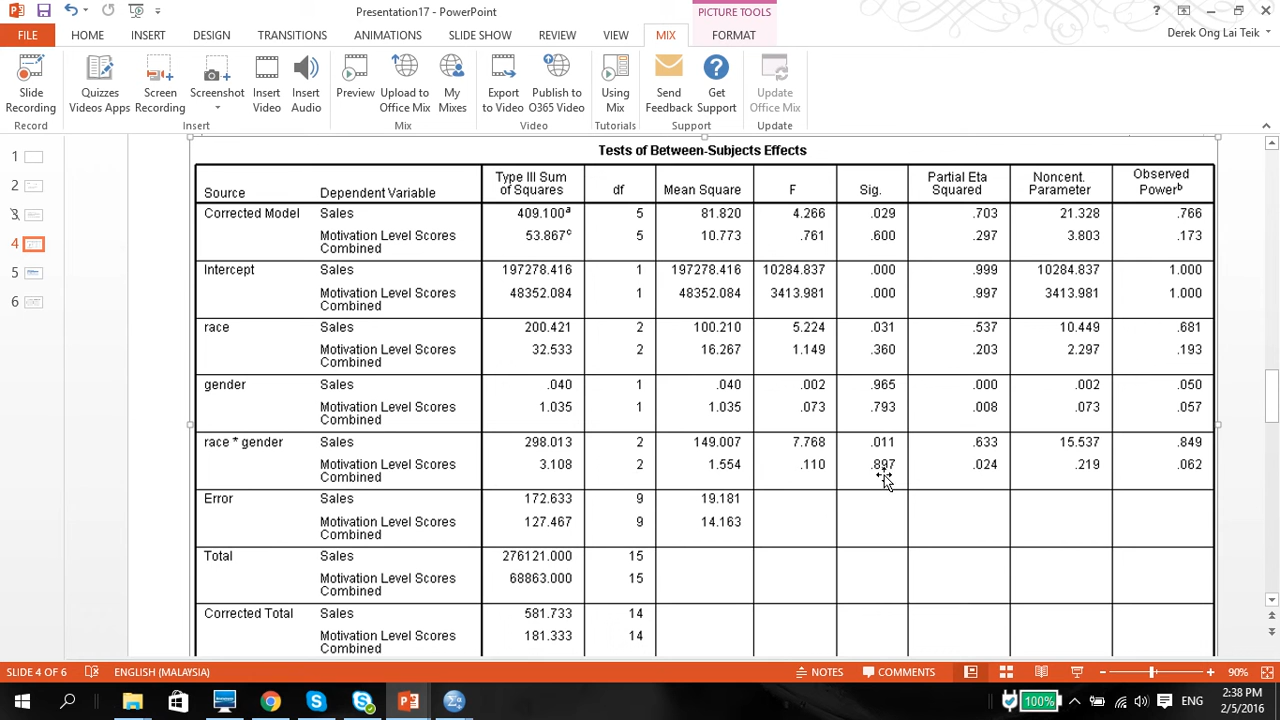 Presentation17 - PowerPoint
PICTURE TOOLS
?
FILE HOME INSERT DESIGN TRANSITIONS ANIMATIONS SLIDE SHOW REVIEW VIEW MIX FORMAT
Derek Ong Lai Teik
Slide Recording
Quizzes Videos Apps
Screen Recording
Screenshot
Insert Video
Insert Audio
Preview
Upload to Office Mix
My Mixes
Export to Video
Publish to O365 Video
Using Mix
Send Feedback
Get Support
Update Office Mix
Record Insert Mix Video Tutorials Support Update
1
2
3
4
5
6
Tests of Between-Subjects Effects
Source Dependent Variable Type III Sum of Squares df Mean Square F Sig. Partial Eta Squared Noncent. Parameter Observed Powerb
Corrected Model Sales 409.100a 5 81.820 4.266 .029 .703 21.328 .766
Motivation Level Scores Combined 53.867c 5 10.773 .761 .600 .297 3.803 .173
Intercept Sales 197278.416 1 197278.416 10284.837 .000 .999 10284.837 1.000
Motivation Level Scores Combined 48352.084 1 48352.084 3413.981 .000 .997 3413.981 1.000
race Sales 200.421 2 100.210 5.224 .031 .537 10.449 .681
Motivation Level Scores Combined 32.533 2 16.267 1.149 .360 .203 2.297 .193
gender Sales .040 1 .040 .002 .965 .000 .002 .050
Motivation Level Scores Combined 1.035 1 1.035 .073 .793 .008 .073 .057
race * gender Sales 298.013 2 149.007 7.768 .011 .633 15.537 .849
Motivation Level Scores Combined 3.108 2 1.554 .110 .897 .024 .219 .062
Error Sales 172.633 9 19.181
Motivation Level Scores Combined 127.467 9 14.163
Total Sales 276121.000 15
Motivation Level Scores Combined 68863.000 15
Corrected Total Sales 581.733 14
Motivation Level Scores Combined 181.333 14
SLIDE 4 OF 6 ENGLISH (MALAYSIA) NOTES COMMENTS 90%
100% ENG 2:38 PM
2/5/2016